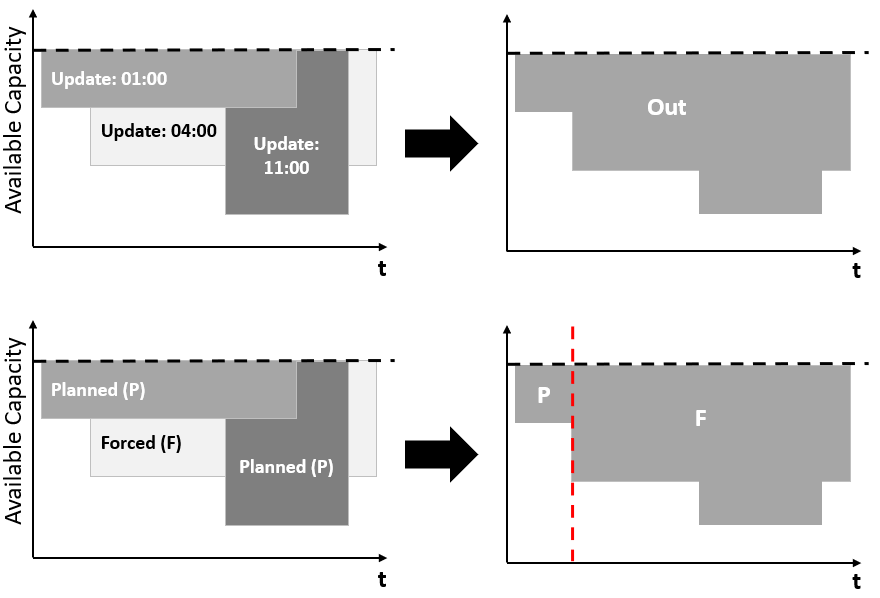 Available Capacity
Update: 01:00
Update: 04:00
Update:
11:00
t
Out
t
Available Capacity
Planned (P)
Forced (F)
Planned (P)
t
P
F
t